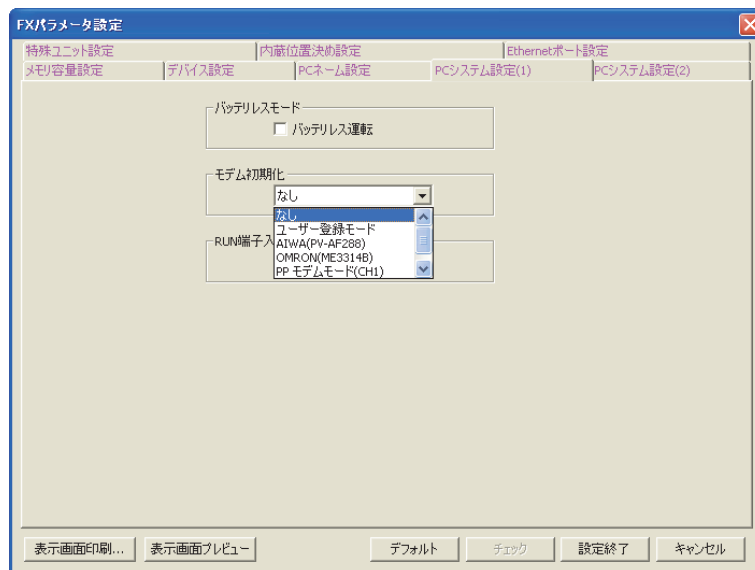 FXパラメータ設定
特殊ユニット設定
内蔵位置決め設定
Ethernetポート設定
メモリ容量設定
デバイス設定
PCネーム設定
PCシステム設定(1)
PCシステム設定(2)
バッテリレスモード
バッテリレス運転
モデム初期化
なし
なし
ユーザー登録モード
AIWA(PV-AF288)
RUN端子入
OMRON(ME3314B)
PP モデムモード(CH1)
表示画面印刷...
表示画面プレビュー
デフォルト
チェック
設定終了
キャンセル